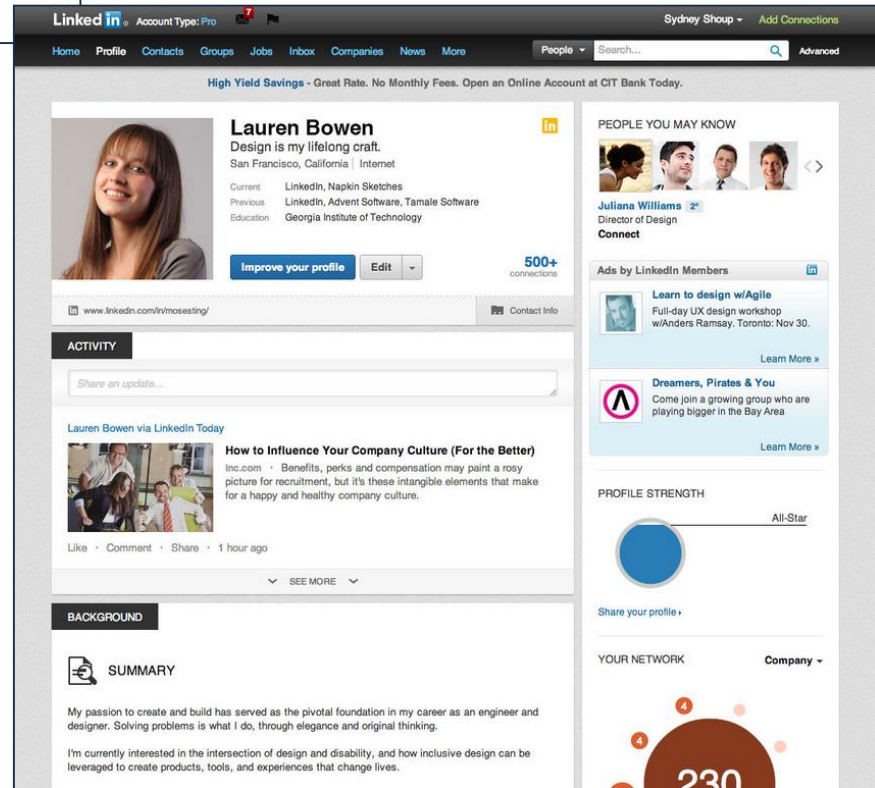 Linked in ® Account Type: Pro 7
Sydney Shoup Add Connections
Home Profile Contacts Groups Jobs Inbox Companies News More People Search... Advanced
High Yield Savings - Great Rate. No Monthly Fees. Open an Online Account at CIT Bank Today.
Lauren Bowen
in
Design is my lifelong craft.
San Francisco, California | Internet
Current LinkedIn, Napkin Sketches
Previous LinkedIn, Advent Software, Tamale Software
Education Georgia Institute of Technology
Improve your profile Edit
500+
connections
in www.linkedin.com/in/mosesting/
Contact Info
ACTIVITY
Share an update...
Lauren Bowen via LinkedIn Today
How to Influence Your Company Culture (For the Better)
Inc.com · Benefits, perks and compensation may paint a rosy
picture for recruitment, but it's these intangible elements that make
for a happy and healthy company culture.
Like · Comment · Share · 1 hour ago
SEE MORE
BACKGROUND
SUMMARY
My passion to create and build has served as the pivotal foundation in my career as an engineer and
designer. Solving problems is what I do, through elegance and original thinking.
I'm currently interested in the intersection of design and disability, and how inclusive design can be
leveraged to create products, tools, and experiences that change lives.
PEOPLE YOU MAY KNOW
Juliana Williams 2°
Director of Design
Connect
Ads by LinkedIn Members in
Learn to design w/Agile
Full-day UX design workshop
w/Anders Ramsay. Toronto: Nov 30.
Learn More »
Dreamers, Pirates & You
Come join a growing group who are
playing bigger in the Bay Area
Learn More »
PROFILE STRENGTH
All-Star
Share your profile
YOUR NETWORK Company
4
4
230